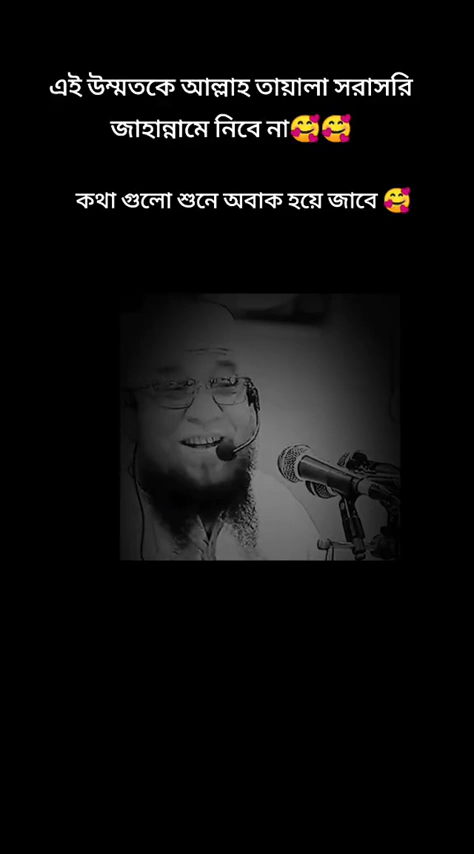 এই উম্মতকে আল্লাহ তায়ালা সরাসরি
জাহান্নামে নিবে না🥰🥰
কথা গুলো শুনে অবাক হয়ে জাবে 🥰